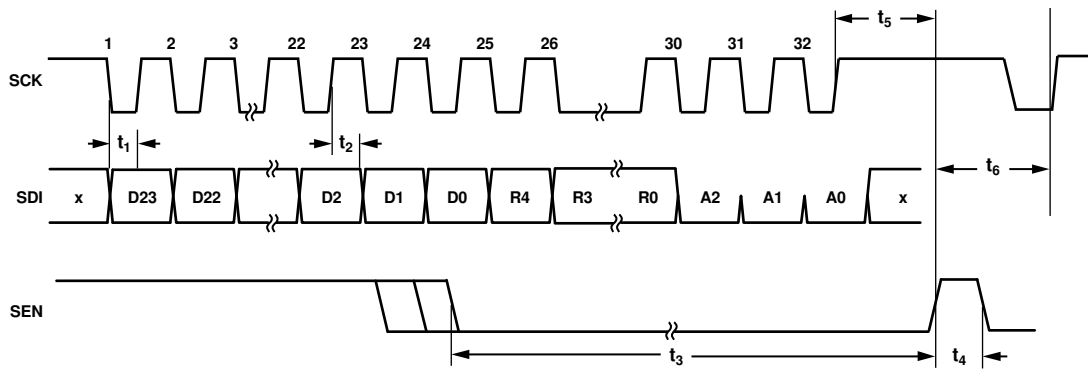 t5
1 2 3 22 23 24 25 26 30 31 32
SCK
t1 t2
t6
SDI x D23 D22 D2 D1 D0 R4 R3 R0 A2 A1 A0 x
SEN
t3 t4